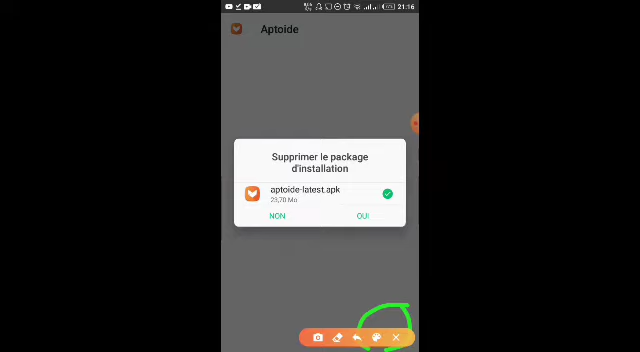 21:16
Aptoide
Supprimer le package
d'installation
aptoide-latest.apk
23,70 Mo
NON OUI